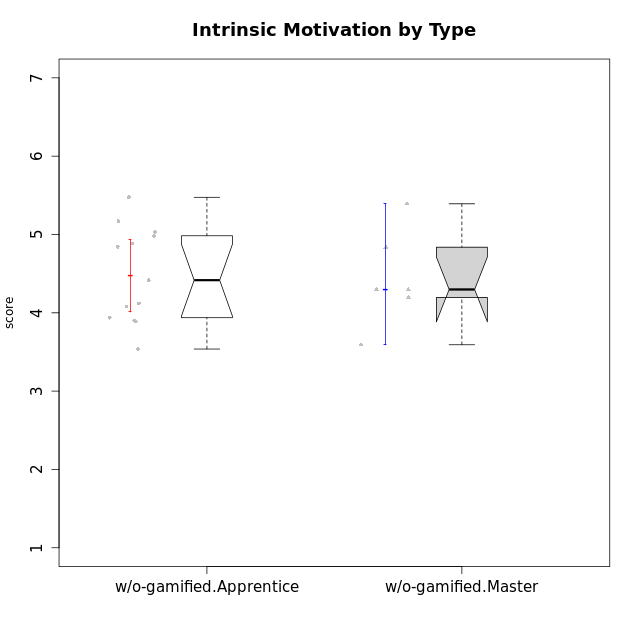 Intrinsic Motivation by Type
7
6
5
4
3
2
1
score
w/o-gamified.Apprentice
w/o-gamified.Master